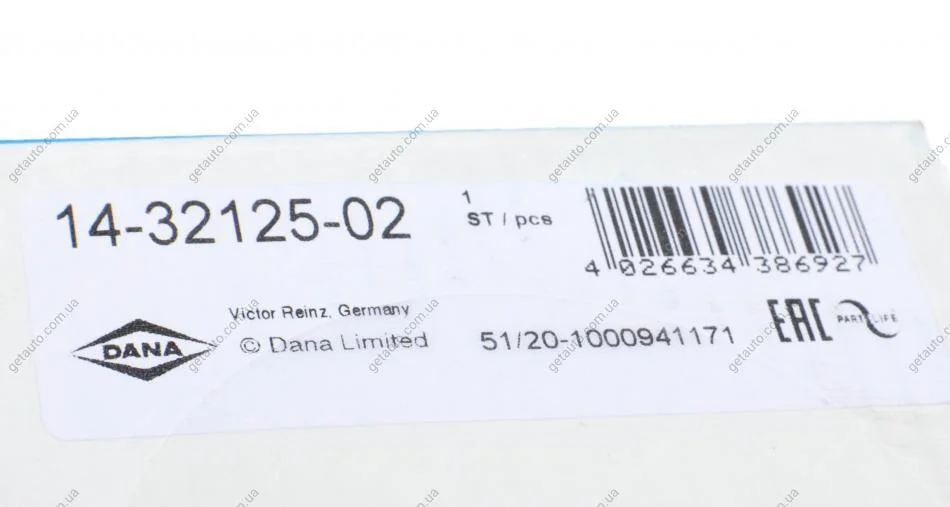 14-32125-02
1
ST / pcs
4 026634 386927
Victor Reinz, Germany
© Dana Limited
DANA
51/20-1000941171
EAC
PART LIFE
getauto.com.ua